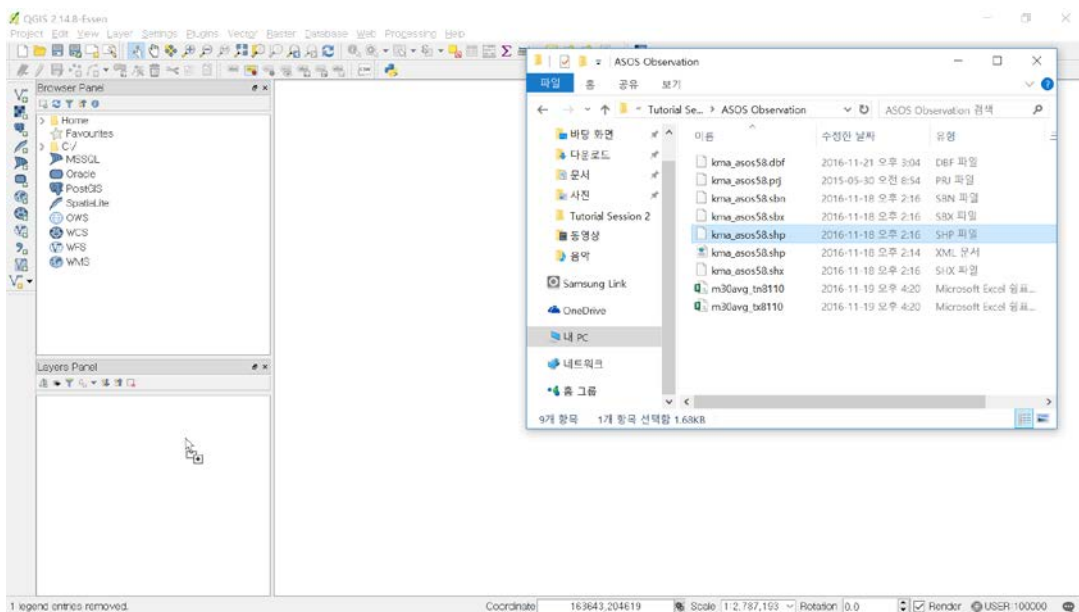 QGIS 2.14.8-Essen
Project Edit View Layer Settings Plugins Vector Raster Database Web Processing Help
Browser Panel
Home
Favourites
C:/
MSSQL
Oracle
PostGIS
SpatiaLite
OWS
WCS
WFS
WMS
Layers Panel
1 legend entries removed.
Coordinate 163643,204619 Scale 1:2,787,193 Rotation 0.0 Render USER:100000
ASOS Observation
파일 홈 공유 보기
Tutorial Se... > ASOS Observation
ASOS Observation 검색
바탕 화면
다운로드
문서
사진
Tutorial Session 2
동영상
음악
Samsung Link
OneDrive
내 PC
네트워크
홈 그룹
이름 수정한 날짜 유형
kma_asos58.dbf 2016-11-21 오후 3:04 DBF 파일
kma_asos58.prj 2015-05-30 오전 8:54 PRJ 파일
kma_asos58.sbn 2016-11-18 오후 2:16 SBN 파일
kma_asos58.sbx 2016-11-18 오후 2:16 SBX 파일
kma_asos58.shp 2016-11-18 오후 2:16 SHP 파일
kma_asos58.shp 2016-11-18 오후 2:14 XML 문서
kma_asos58.shx 2016-11-18 오후 2:16 SHX 파일
m30avg_tn8110 2016-11-19 오후 4:20 Microsoft Excel 쉼표...
m30avg_tx8110 2016-11-19 오후 4:20 Microsoft Excel 쉼표...
9개 항목 1개 항목 선택함 1.68KB